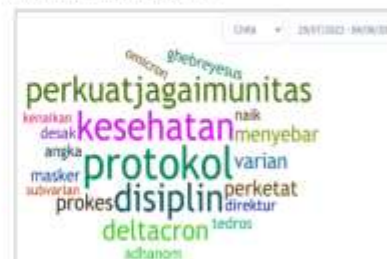 omicron ghebreyesus
perkuatjagaimunitas
kenaikan kesehatan naik
desak menyebar
angka protokol varian
masker
subvarian disiplin perketat
prokes direktur
deltacron tedros
adhanom